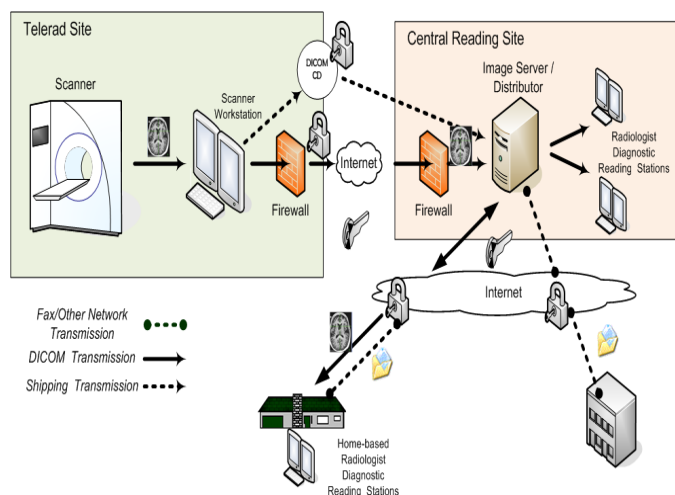 Telerad Site
Scanner
Scanner
Workstation
DICOM
CD
Firewall
Internet
Central Reading Site
Image Server /
Distributor
Firewall
Radiologist
Diagnostic
Reading Stations
Internet
Fax/Other Network
Transmission
DICOM Transmission
Shipping Transmission
Home-based
Radiologist
Diagnostic
Reading Stations